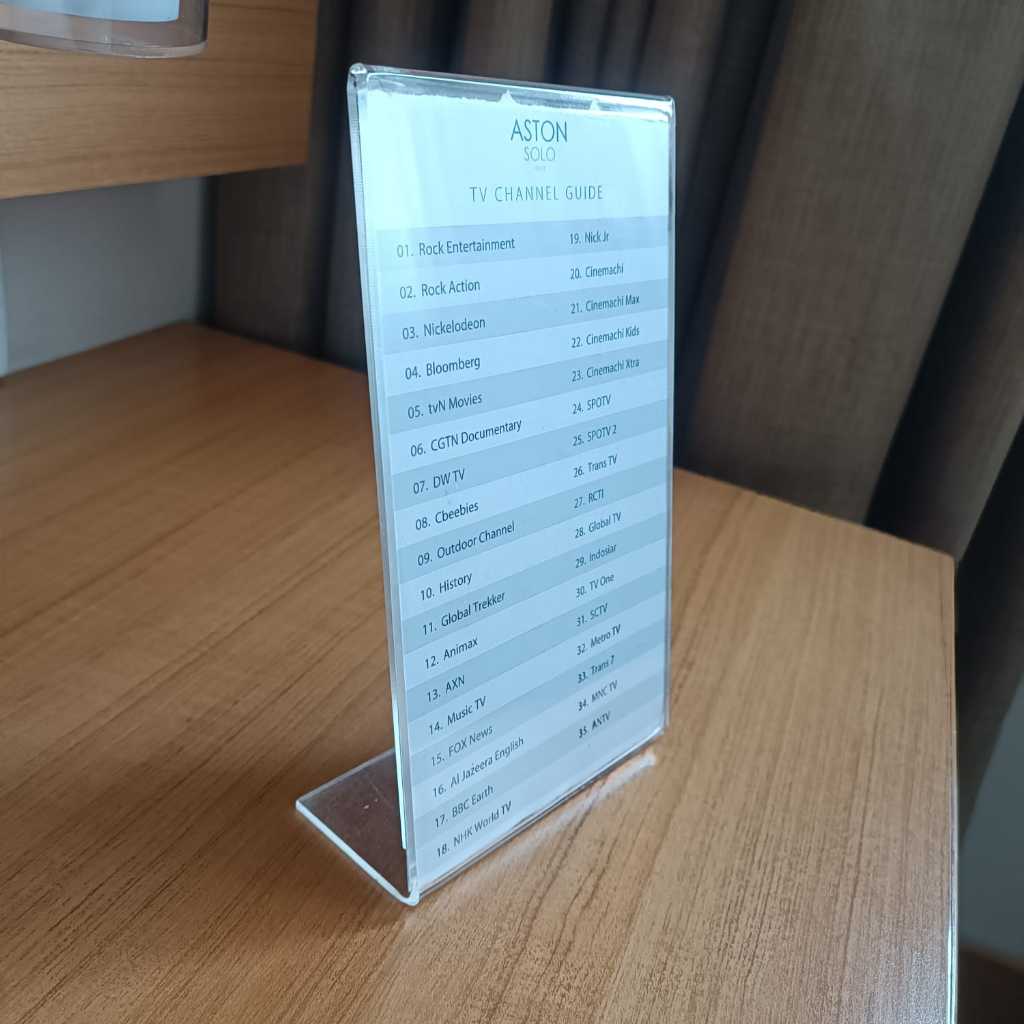 ASTON
SOLO
TV CHANNEL GUIDE
01. Rock Entertainment
02. Rock Action
03. Nickelodeon
04. Bloomberg
05. tvN Movies
06. CGTN Documentary
07. DW TV
08. Cbeebies
09. Outdoor Channel
10. History
11. Global Trekker
12. Animax
13. AXN
14. Music TV
15. FOX News
16. Al Jazeera English
17. BBC Earth
18. NHK World TV
19. Nick Jr
20. Cinemachi
21. Cinemachi Max
22. Cinemachi Kids
23. Cinemachi Xtra
24. SPOTV
25. SPOTV 2
26. Trans TV
27. RCTI
28. Global TV
29. Indosiar
30. TV One
31. SCTV
32. Metro TV
33. Trans 7
34. MNC TV
35. ANTV